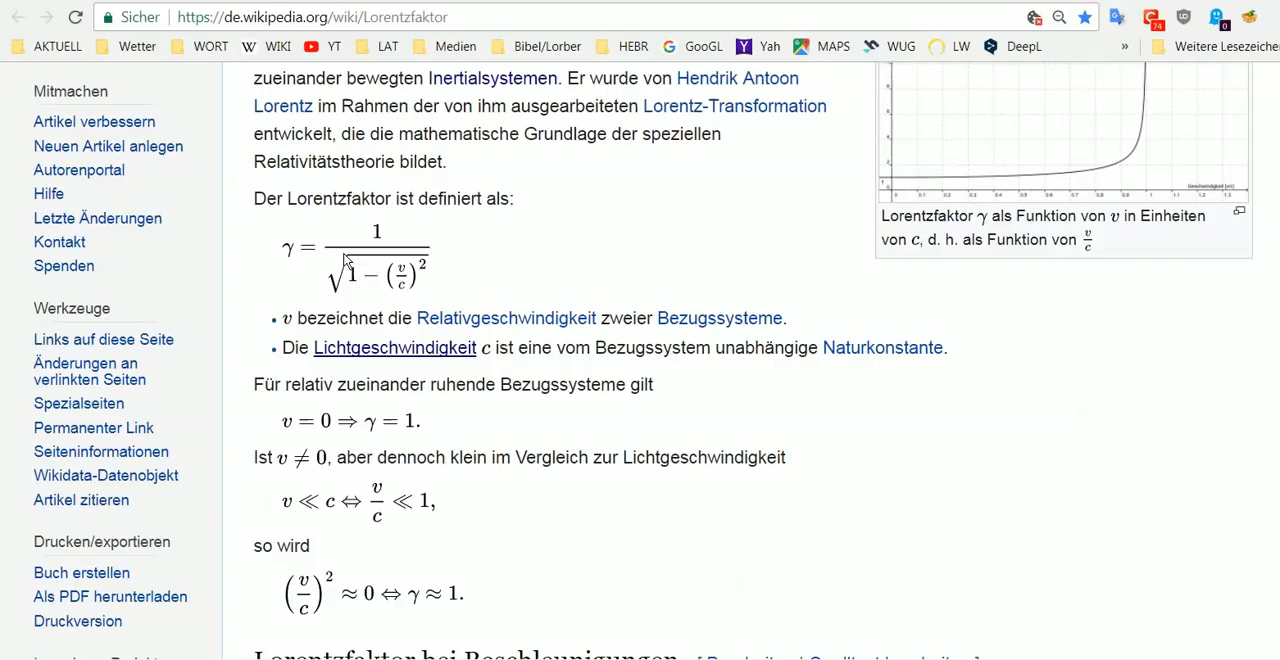 Sicher | https://de.wikipedia.org/wiki/Lorentzfaktor
74 0
AKTUELL Wetter WORT WIKI YT LAT Medien Bibel/Lorber HEBR GooGL Yah MAPS WUG LW DeepL » Weitere Lesezeiche
Mitmachen
Artikel verbessern
Neuen Artikel anlegen
Autorenportal
Hilfe
Letzte Änderungen
Kontakt
Spenden
Werkzeuge
Links auf diese Seite
Änderungen an
verlinkten Seiten
Spezialseiten
Permanenter Link
Seiteninformationen
Wikidata-Datenobjekt
Artikel zitieren
Drucken/exportieren
Buch erstellen
Als PDF herunterladen
Druckversion
zueinander bewegten Inertialsystemen. Er wurde von Hendrik Antoon
Lorentz im Rahmen der von ihm ausgearbeiteten Lorentz-Transformation
entwickelt, die die mathematische Grundlage der speziellen
Relativitätstheorie bildet.
Der Lorentzfaktor ist definiert als:
γ = 1 / √(1 − (v/c)²)
• v bezeichnet die Relativgeschwindigkeit zweier Bezugssysteme.
• Die Lichtgeschwindigkeit c ist eine vom Bezugssystem unabhängige Naturkonstante.
Für relativ zueinander ruhende Bezugssysteme gilt
v = 0 ⇒ γ = 1.
Ist v ≠ 0, aber dennoch klein im Vergleich zur Lichtgeschwindigkeit
v ≪ c ⇔ v/c ≪ 1,
so wird
(v/c)² ≈ 0 ⇔ γ ≈ 1.
Lorentzfaktor bei Beschleunigungen
Lorentzfaktor γ als Funktion von v in Einheiten
von c, d. h. als Funktion von v/c